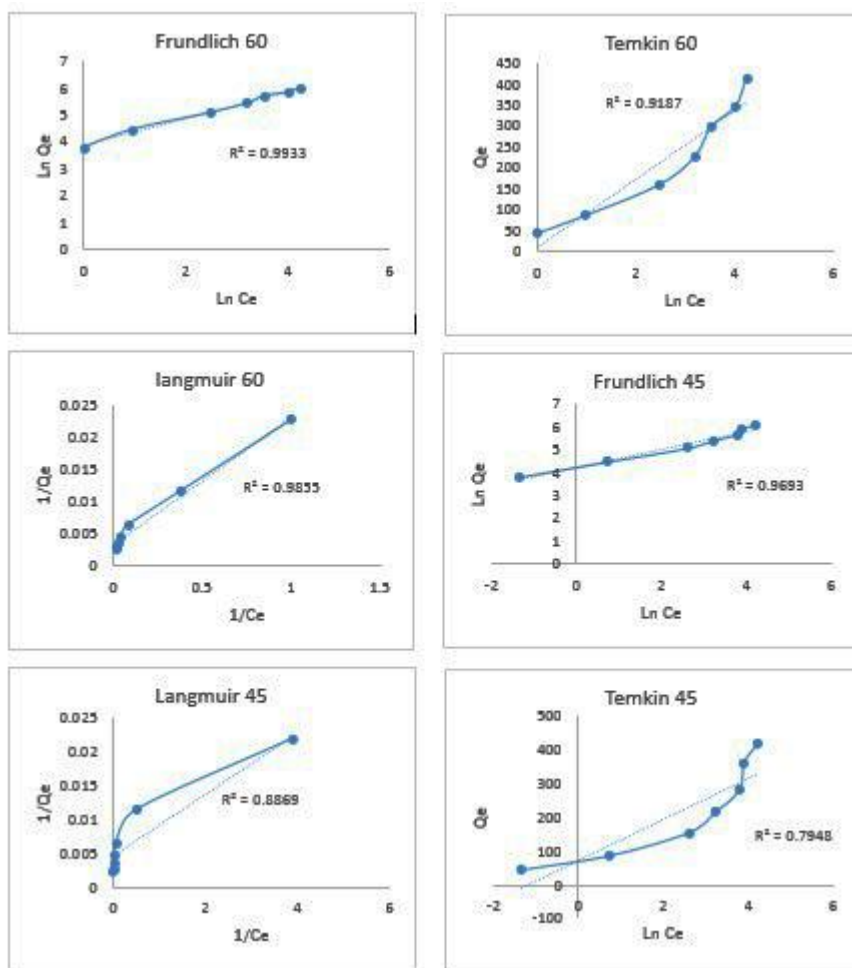 Frundlich 60
7
6
5
4
3
2
1
0
Ln Qe
R² = 0.9933
0 2 4 6
Ln Ce
Temkin 60
450
400
350
300
250
200
150
100
50
0
Qe
R² = 0.9187
0 2 4 6
Ln Ce
langmuir 60
0.025
0.02
0.015
0.01
0.005
0
1/Qe
R² = 0.9855
0 0.5 1 1.5
1/Ce
Frundlich 45
7
6
5
4
3
2
1
0
Ln Qe
R² = 0.9693
-2 0 2 4 6
Ln Ce
Langmuir 45
0.025
0.02
0.015
0.01
0.005
0
1/Qe
R² = 0.8869
0 2 4 6
1/Ce
Temkin 45
500
400
300
200
100
0
-100
Qe
R² = 0.7948
-2 0 2 4 6
Ln Ce